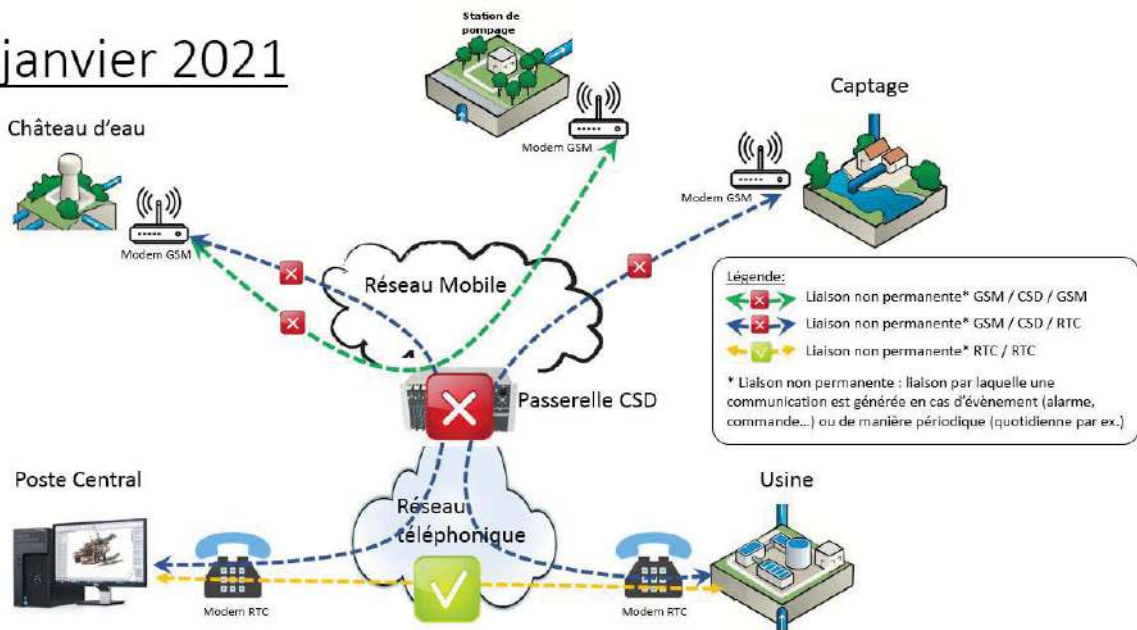 janvier 2021
Station de
pompage
Modem GSM
Captage
Modem GSM
Château d'eau
Modem GSM
Réseau Mobile
Passerelle CSD
Légende:
Liaison non permanente* GSM / CSD / GSM
Liaison non permanente* GSM / CSD / RTC
Liaison non permanente* RTC / RTC
* Liaison non permanente : liaison par laquelle une
communication est générée en cas d'évènement (alarme,
commande...) ou de manière périodique (quotidienne par ex.)
Poste Central
Modem RTC
Réseau
téléphonique
Modem RTC
Usine